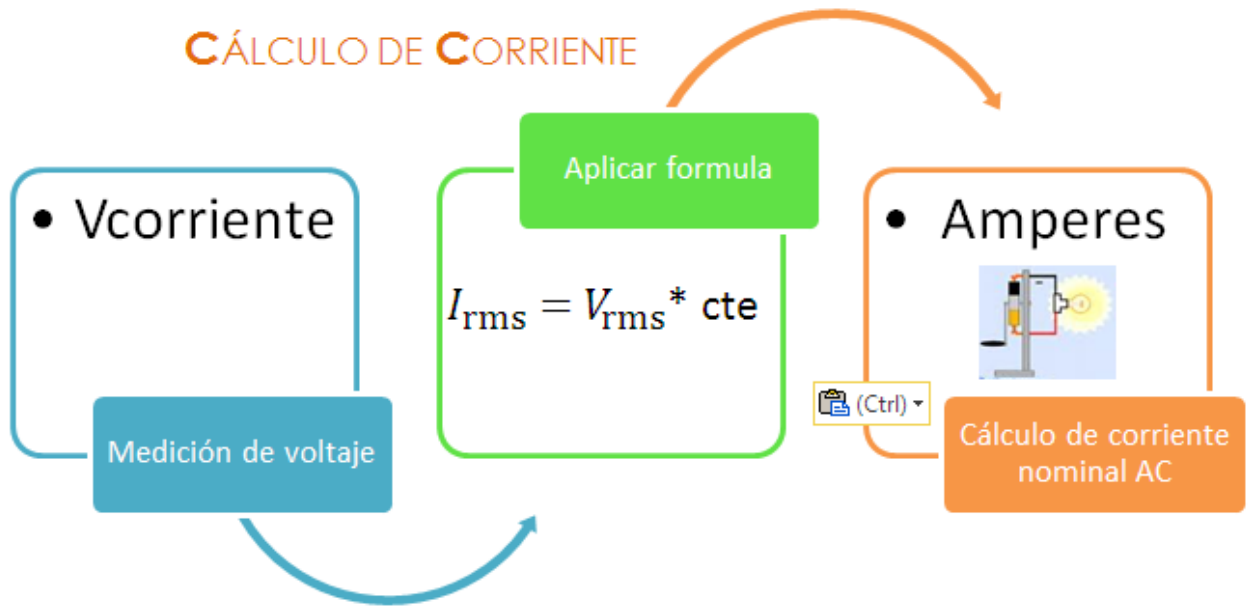 CÁLCULO DE CORRIENTE
• Vcorriente
Medición de voltaje
Aplicar formula
Irms = Vrms* cte
• Amperes
(Ctrl)
Cálculo de corriente
nominal AC